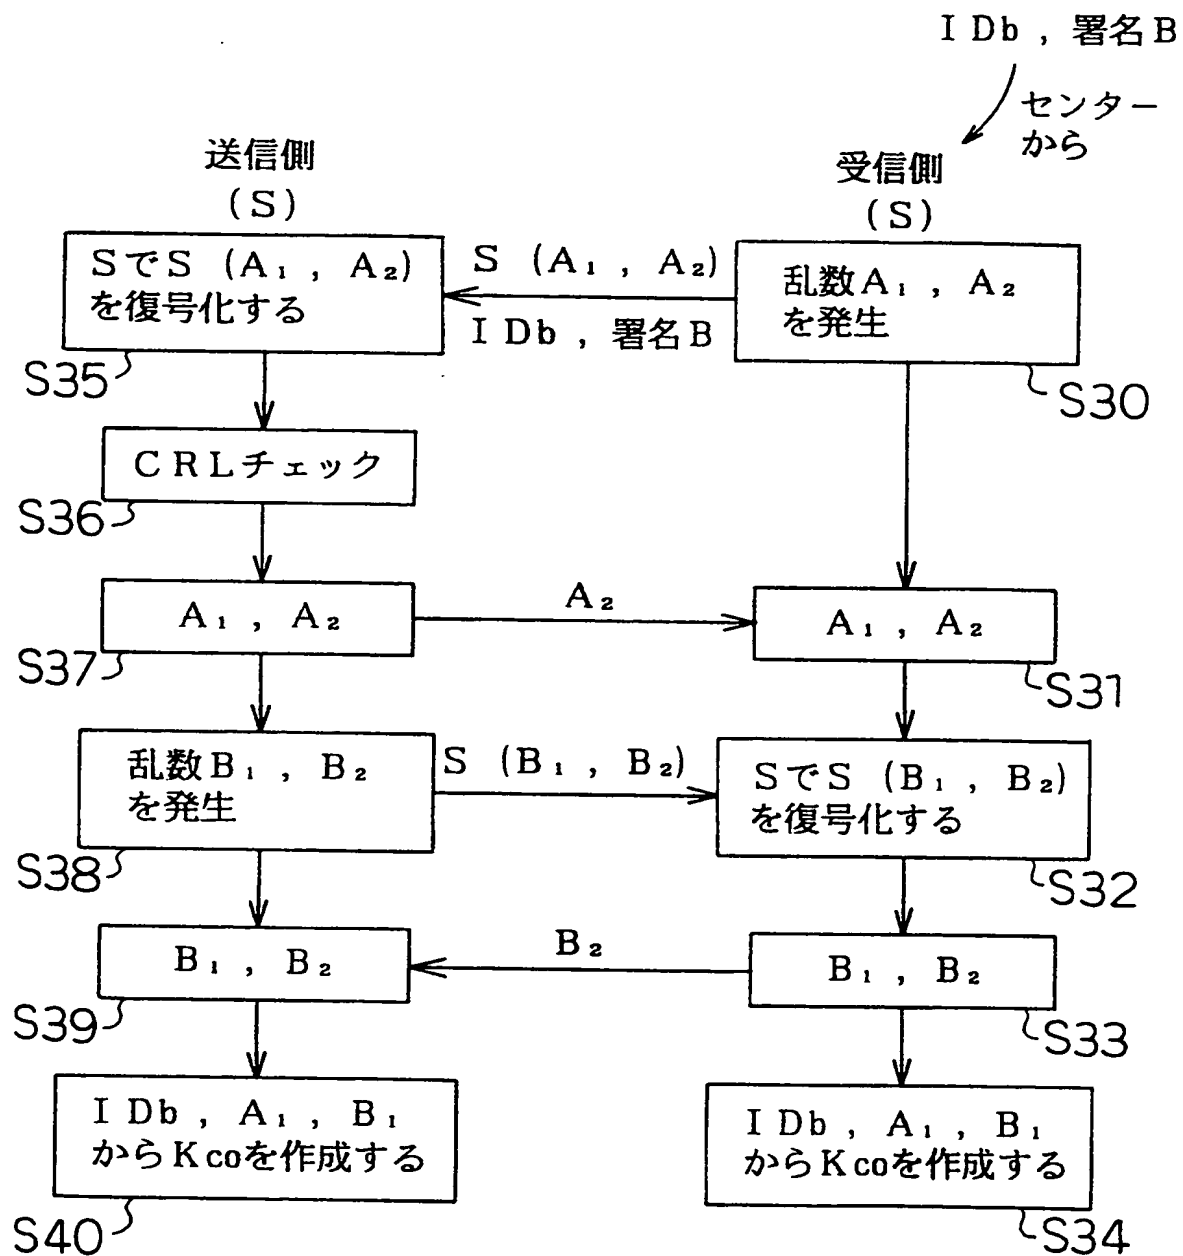 IDb，署名B
センター
から
送信側
(S)
受信側
(S)
SでS (A₁，A₂)
を復号化する
S35
S (A₁，A₂)
IDb，署名B
乱数A₁，A₂
を発生
S30
CRLチェック
S36
A₁，A₂
S37
A₂
A₁，A₂
S31
乱数B₁，B₂
を発生
S38
S (B₁，B₂)
SでS (B₁，B₂)
を復号化する
S32
B₁，B₂
S39
B₂
B₁，B₂
S33
IDb，A₁，B₁
からKcoを作成する
S40
IDb，A₁，B₁
からKcoを作成する
S34